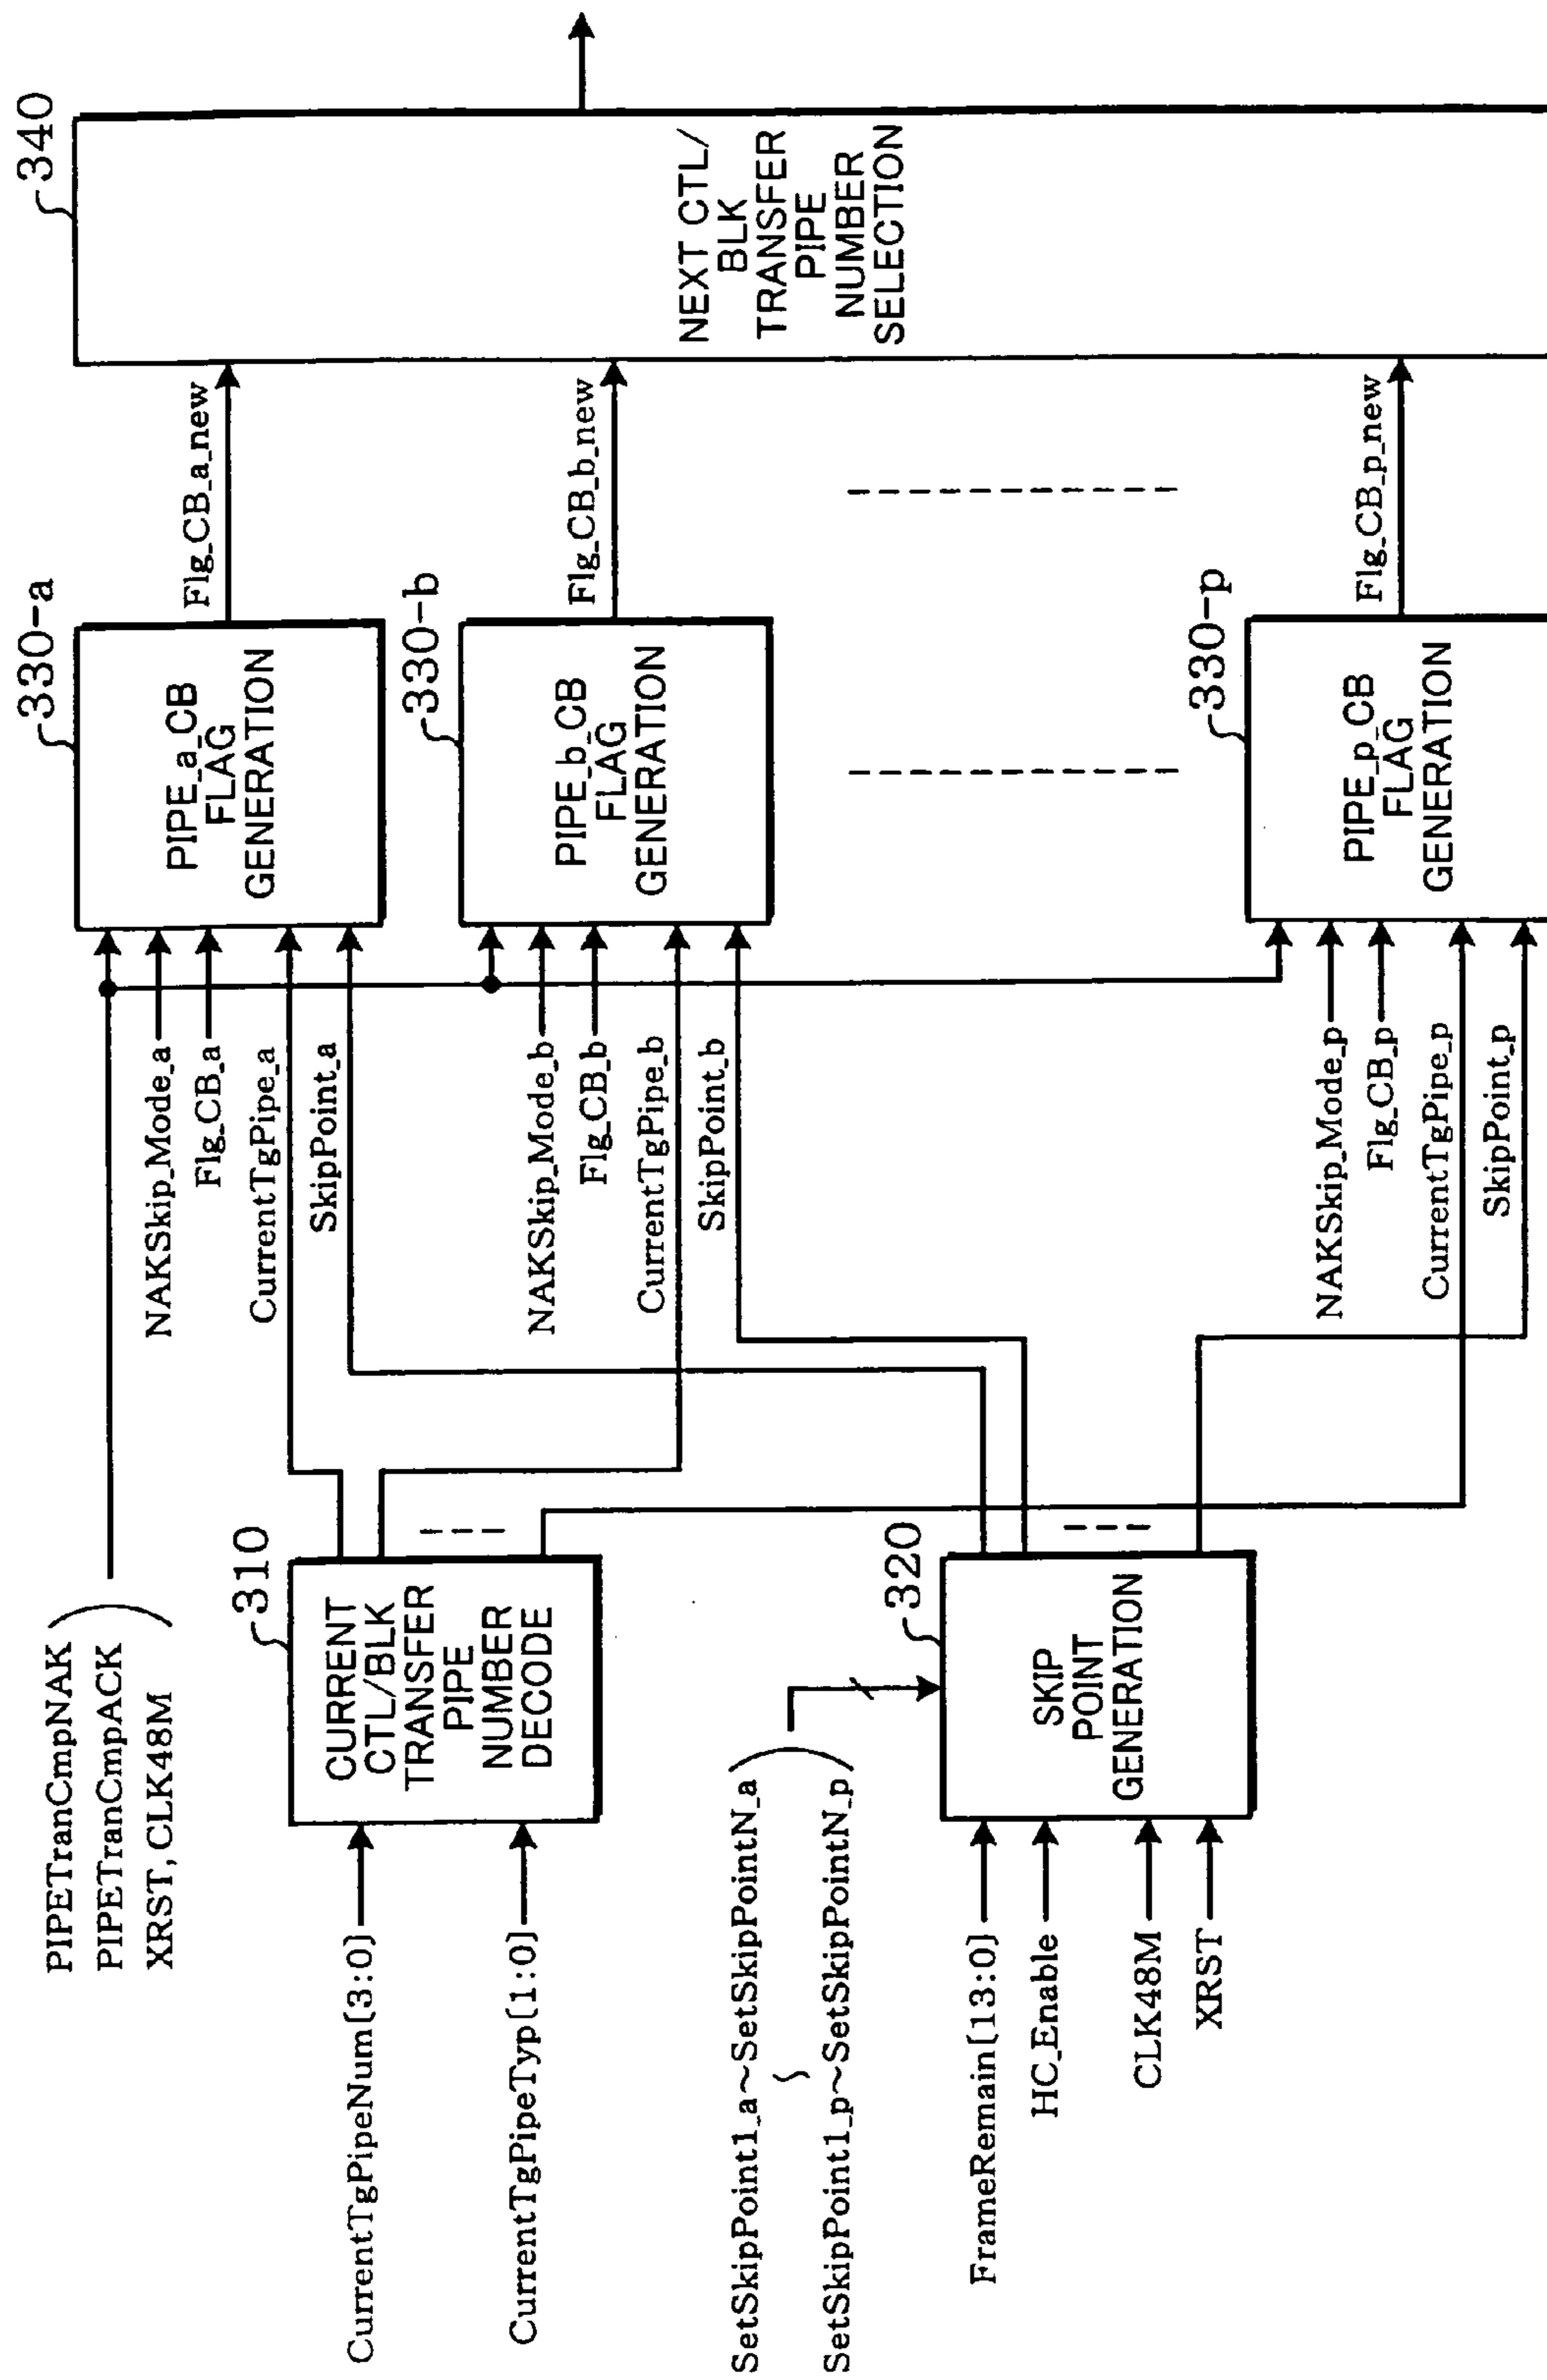 PIPETranCmpNAK
PIPETranCmpACK
XRST, CLK48M
CurrentTgPipeNum[3:0]
CurrentTgPipeTyp[1:0]
310
CURRENT
CTL/BLK
TRANSFER
PIPE
NUMBER
DECODE
SetSkipPoint1_a~SetSkipPointN_a
~
SetSkipPoint1_p~SetSkipPointN_p
FrameRemain[13:0]
HC_Enable
CLK48M
XRST
320
SKIP
POINT
GENERATION
NAKSkip_Mode_a
Flg_CB_a
CurrentTgPipe_a
SkipPoint_a
330-a
PIPE_a_CB
FLAG
GENERATION
Flg_CB_a_new
NAKSkip_Mode_b
Flg_CB_b
CurrentTgPipe_b
SkipPoint_b
330-b
PIPE_b_CB
FLAG
GENERATION
Flg_CB_b_new
NAKSkip_Mode_p
Flg_CB_p
CurrentTgPipe_p
SkipPoint_p
330-p
PIPE_p_CB
FLAG
GENERATION
Flg_CB_p_new
340
NEXT CTL/
BLK
TRANSFER
PIPE
NUMBER
SELECTION